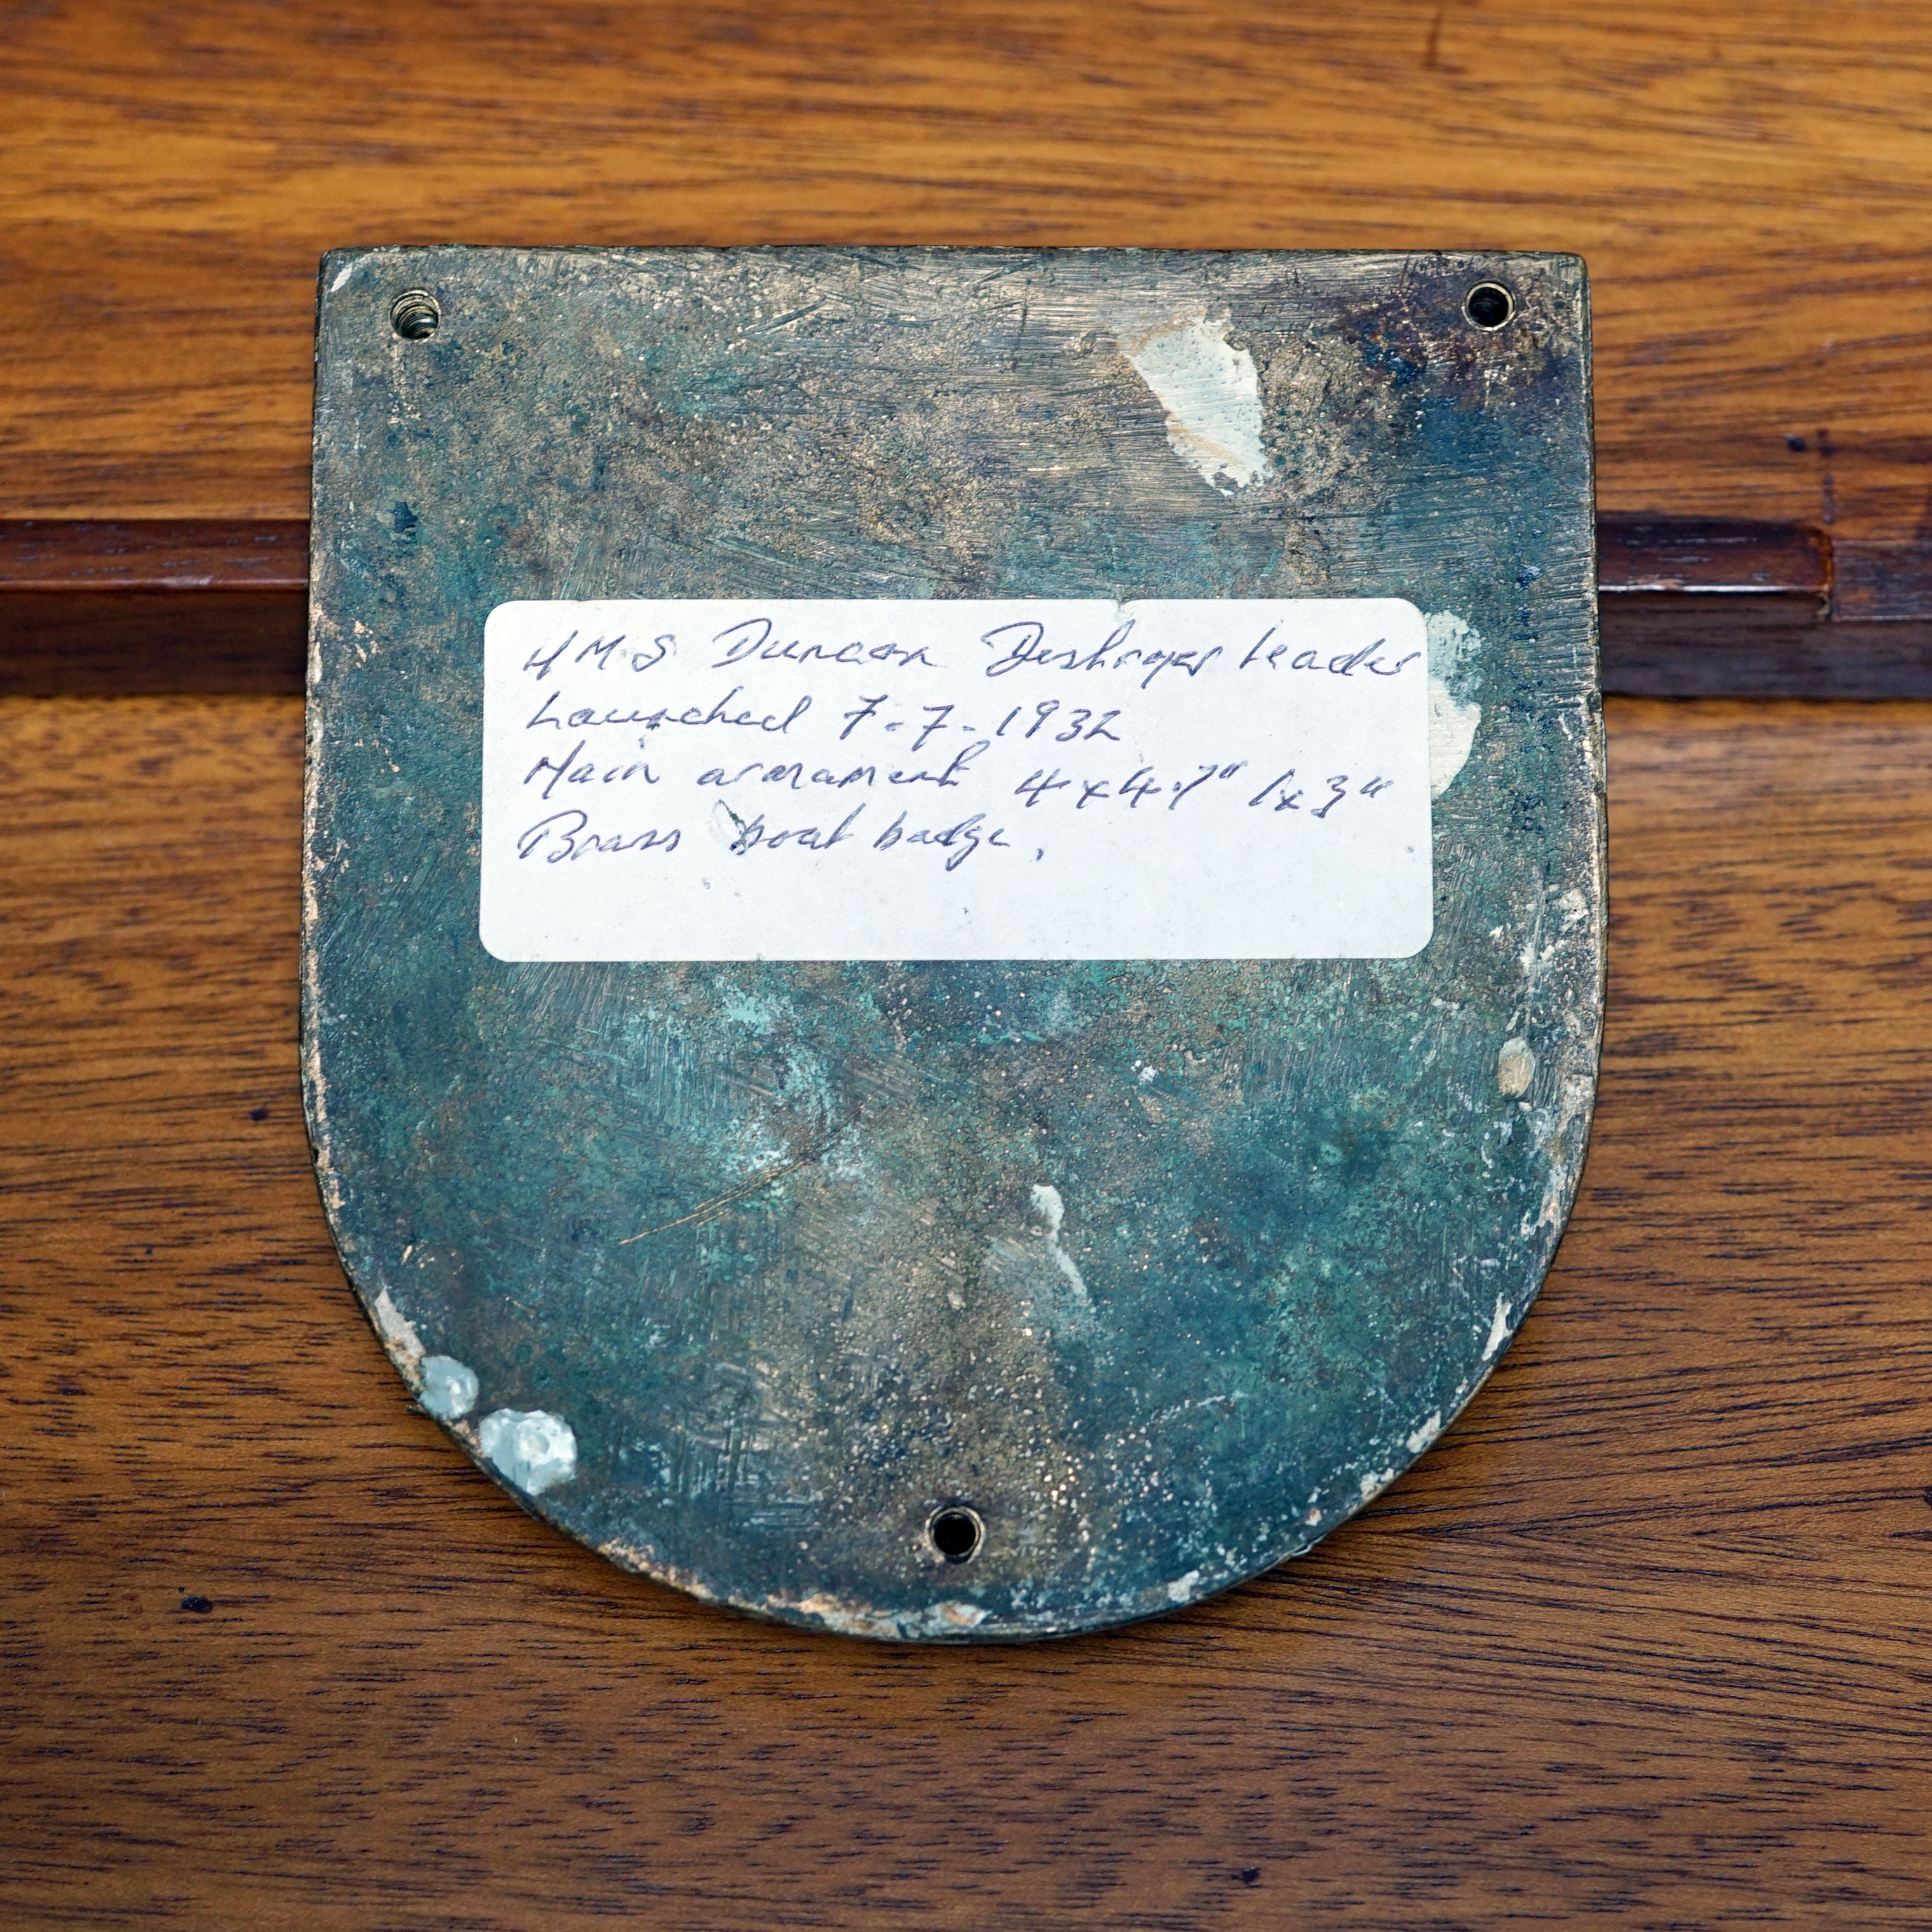 HMS Duncan Destroyer Leader
Launched 7-7-1932
Main armament 4x4.7" 1x3"
Brass boat badge.